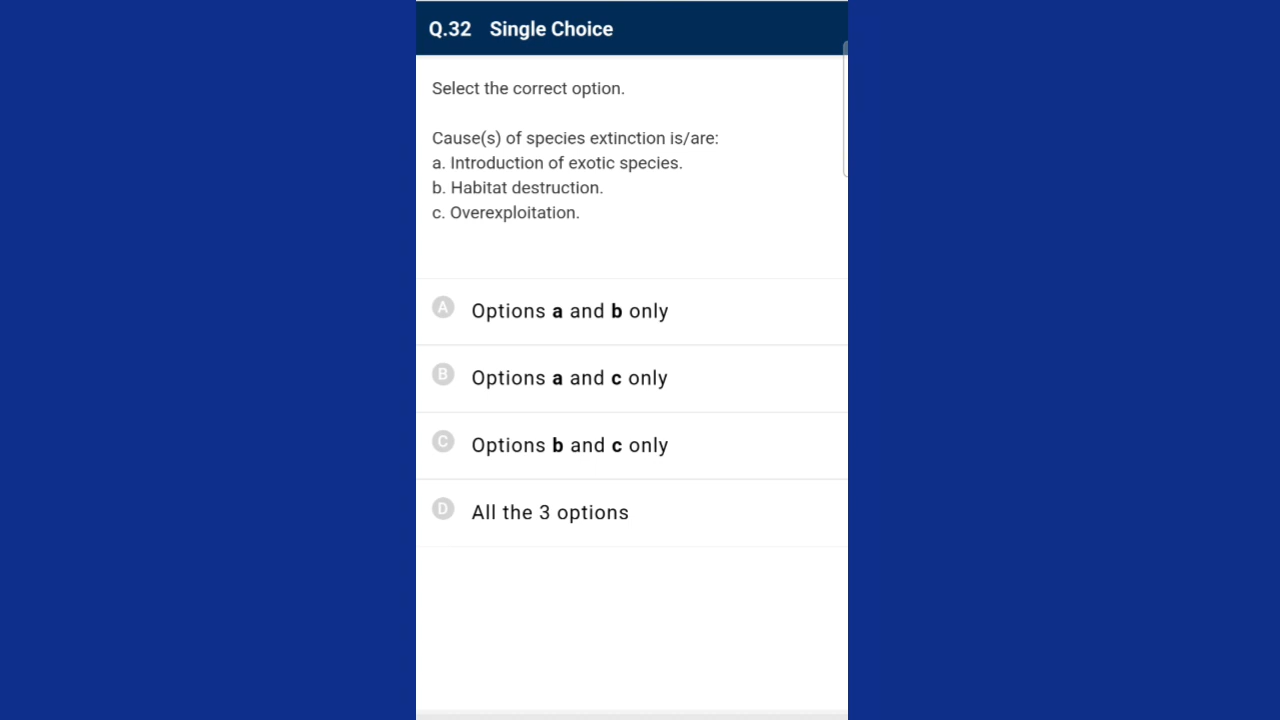 Q.32 Single Choice
Select the correct option.
Cause(s) of species extinction is/are:
a. Introduction of exotic species.
b. Habitat destruction.
c. Overexploitation.
A Options a and b only
B Options a and c only
C Options b and c only
D All the 3 options